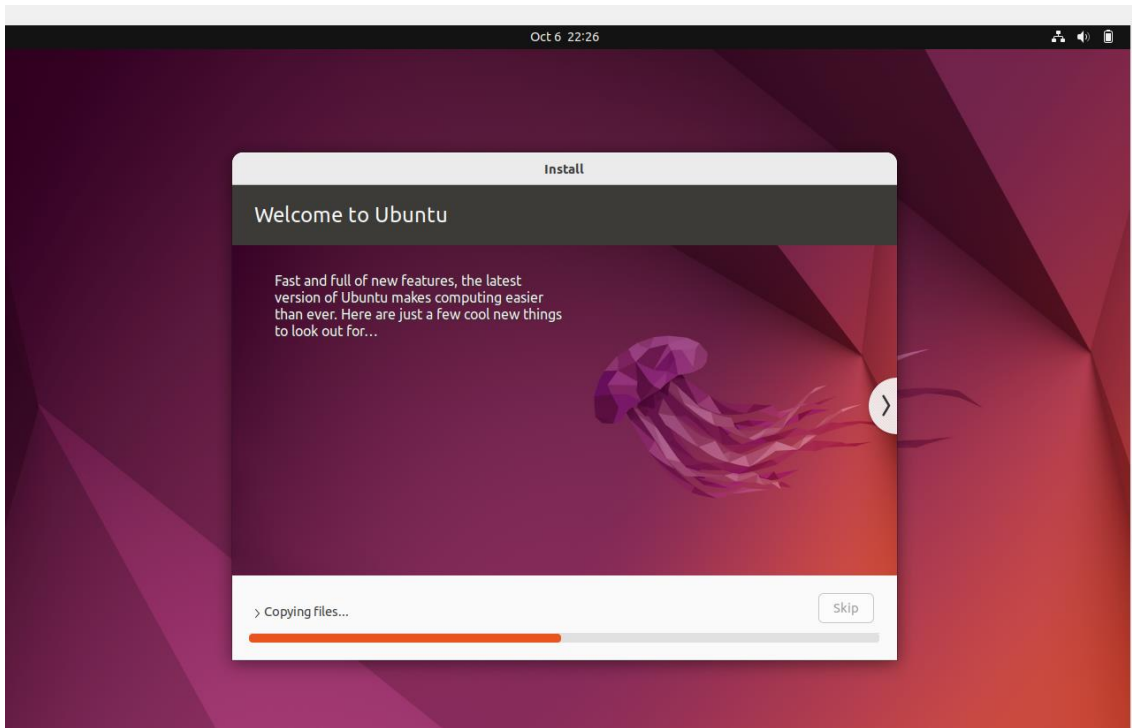 Oct 6 22:26
Install
Welcome to Ubuntu
Fast and full of new features, the latest
version of Ubuntu makes computing easier
than ever. Here are just a few cool new things
to look out for...
> Copying files...
Skip